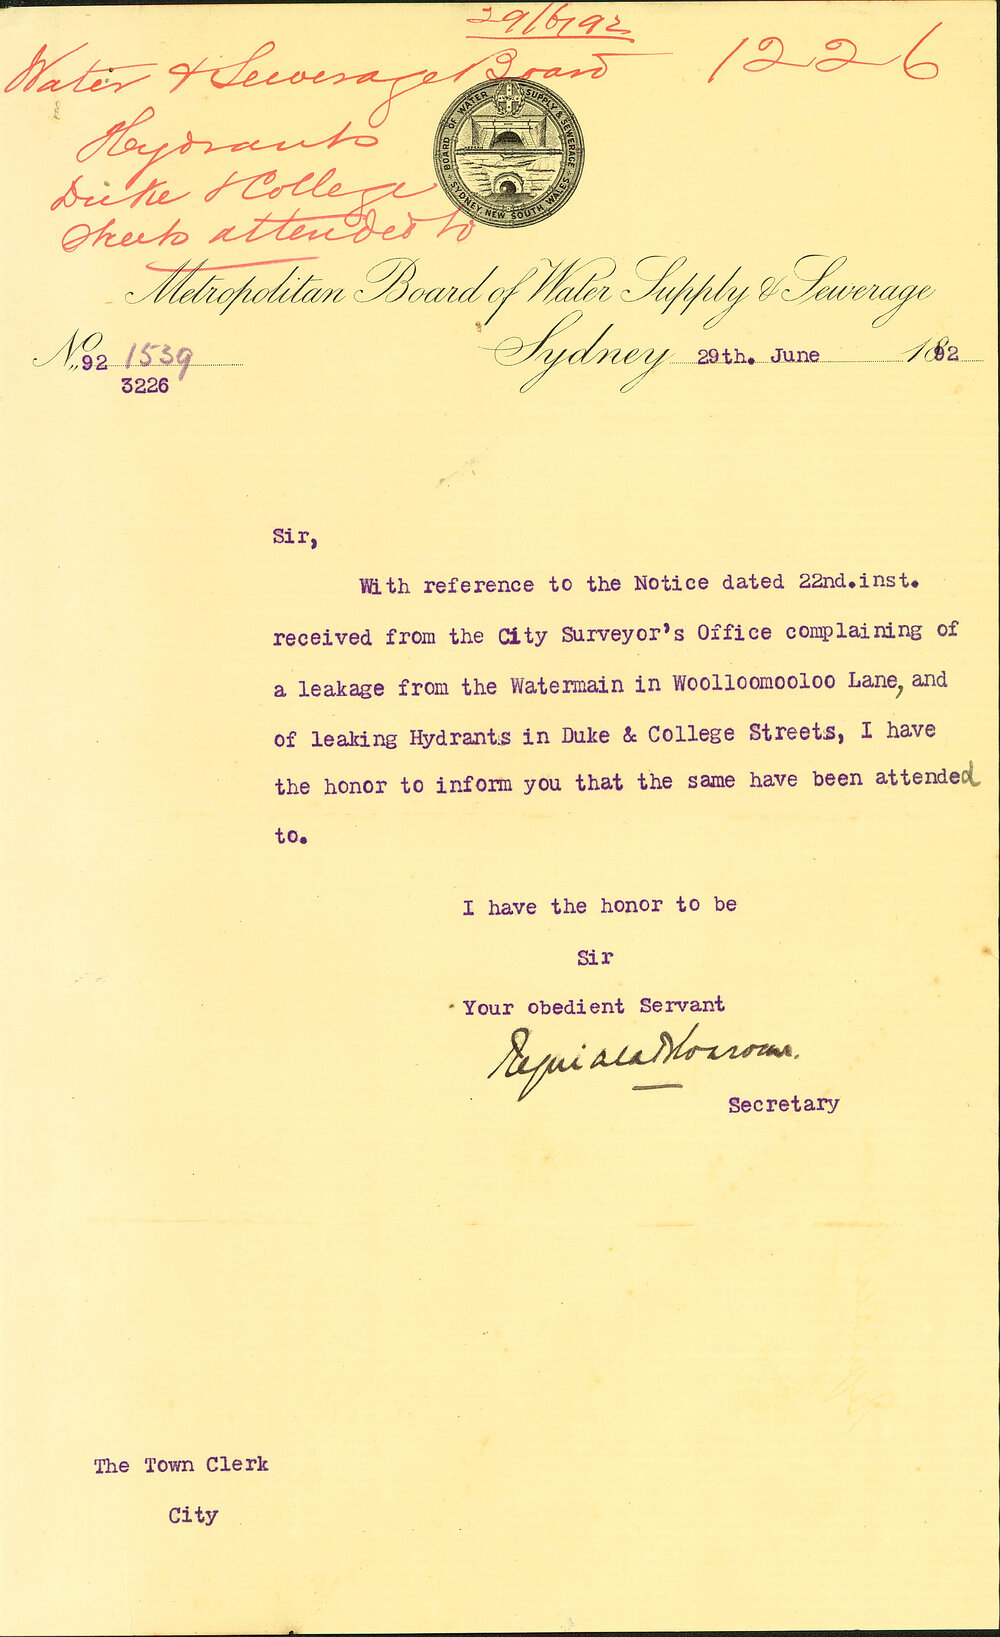 29/6/92
Water & Sewerage Board
1226
Hydrants
Duke & College
Streets attended to
BOARD OF WATER SUPPLY & SEWERAGE
SYDNEY, NEW SOUTH WALES
Metropolitan Board of Water Supply & Sewerage
No. 92 1539
3226
Sydney 29th. June 1892
Sir,
With reference to the Notice dated 22nd.inst.
received from the City Surveyor's Office complaining of
a leakage from the Watermain in Woolloomooloo Lane, and
of leaking Hydrants in Duke & College Streets, I have
the honor to inform you that the same have been attended
to.
I have the honor to be
Sir
Your obedient Servant
Secretary
The Town Clerk
City